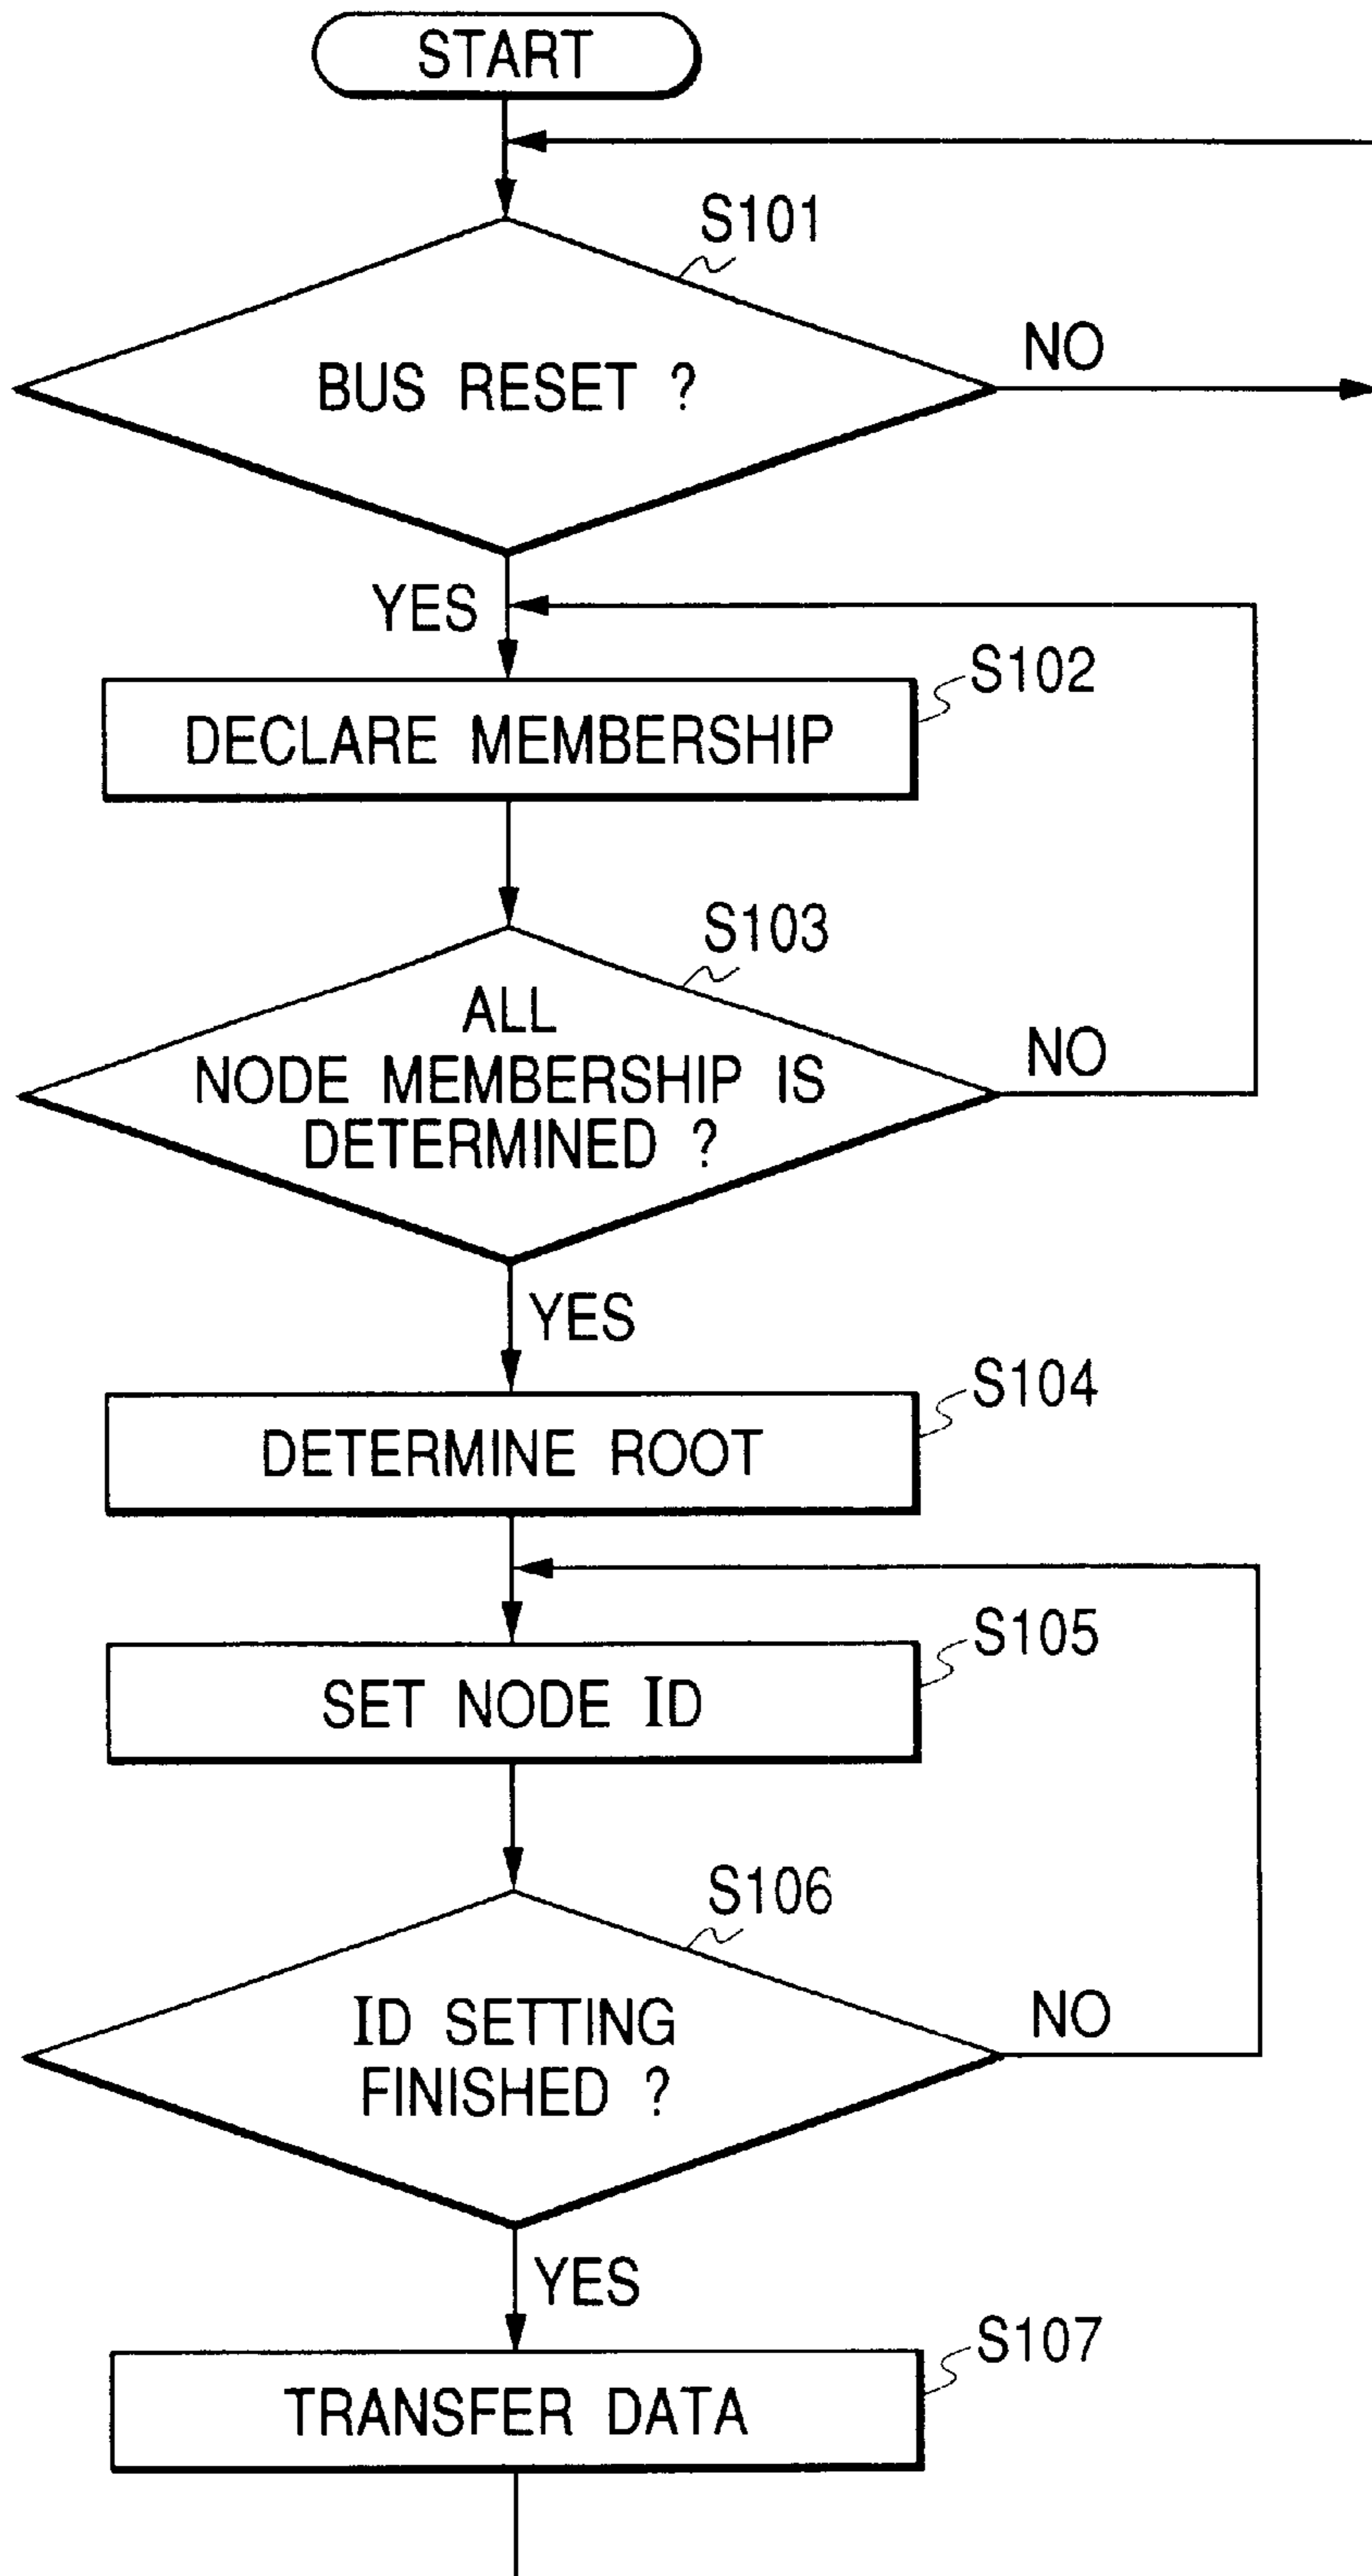 START
S101
BUS RESET ?
NO
YES
S102
DECLARE MEMBERSHIP
S103
ALL
NODE MEMBERSHIP IS
DETERMINED ?
NO
YES
S104
DETERMINE ROOT
S105
SET NODE ID
S106
ID SETTING
FINISHED ?
NO
YES
S107
TRANSFER DATA